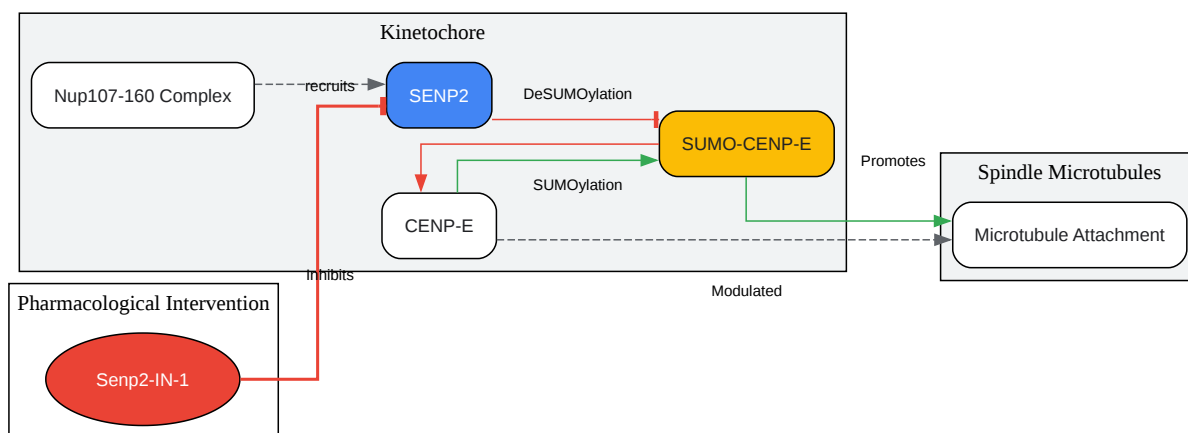 Kinetochore
Nup107-160 Complex
recruits
SENP2
DeSUMOylation
SUMO-CENP-E
SUMOylation
CENP-E
Promotes
Spindle Microtubules
Microtubule Attachment
Modulated
Inhibits
Pharmacological Intervention
Senp2-IN-1